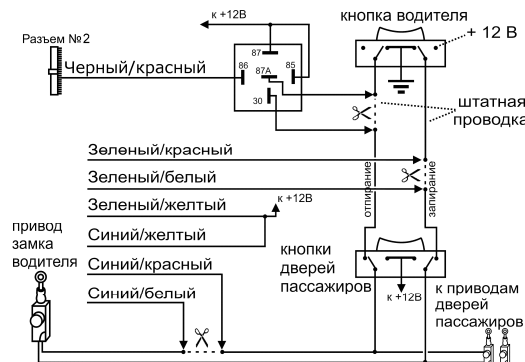 к +12В
кнопка водителя
Разъем №2
+ 12 В
87
Черный/красный
86
87А
85
30
штатная
проводка
Зеленый/красный
Зеленый/белый
Зеленый/желтый
к +12В
Синий/желтый
отпирание
запирание
привод
замка
водителя
Синий/красный
Синий/белый
кнопки
дверей
пассажиров
к +12В
к приводам
дверей
пассажиров